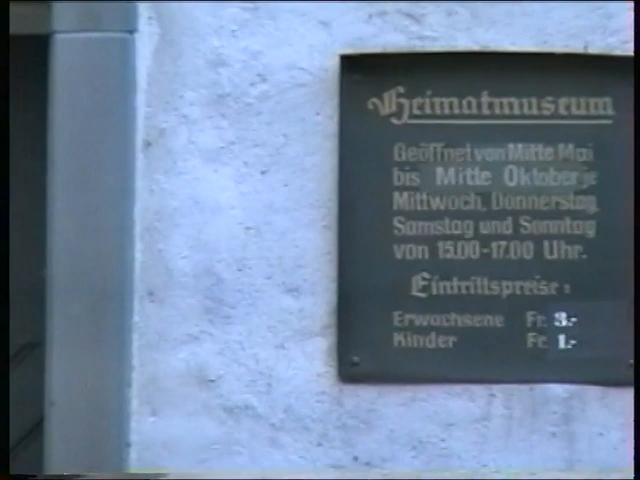 Heimatmuseum
Geöffnet von Mitte Mai
bis Mitte Oktober je
Mittwoch, Donnerstag,
Samstag und Sonntag
von 15.00-17.00 Uhr.
Eintrittspreise:
Erwachsene Fr. 3.-
Kinder Fr. 1.-